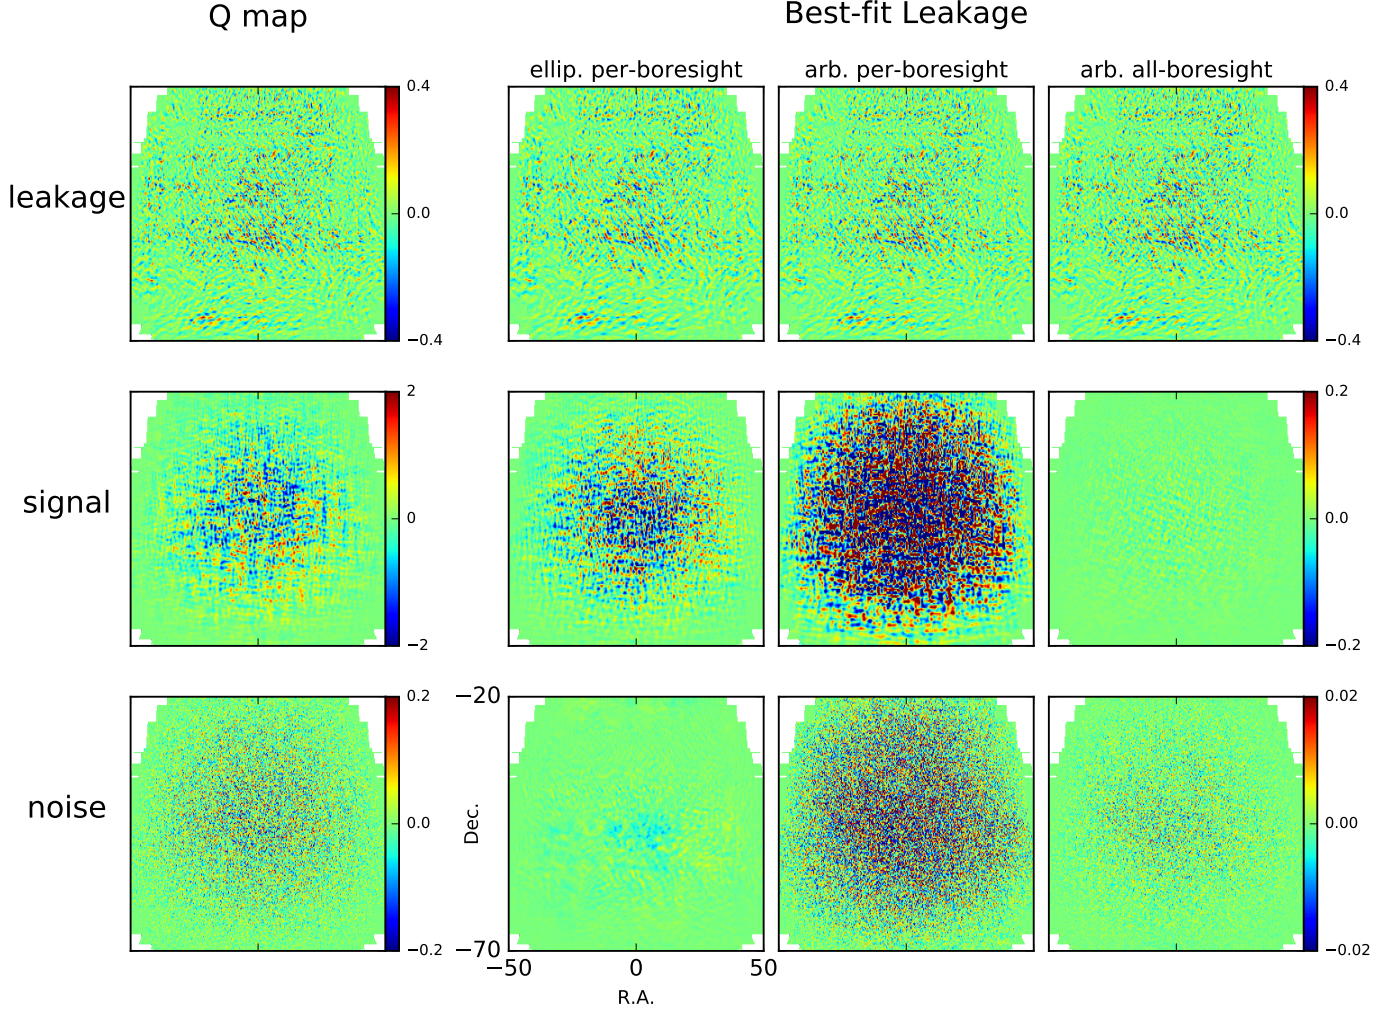 Q map
Best-fit Leakage
ellip. per-boresight
arb. per-boresight
arb. all-boresight
leakage
0.4
0.0
−0.4
0.4
0.0
−0.4
signal
2
0
−2
0.2
0.0
−0.2
noise
0.2
0.0
−0.2
−20
Dec.
−70
−50
0
50
R.A.
0.02
0.00
−0.02